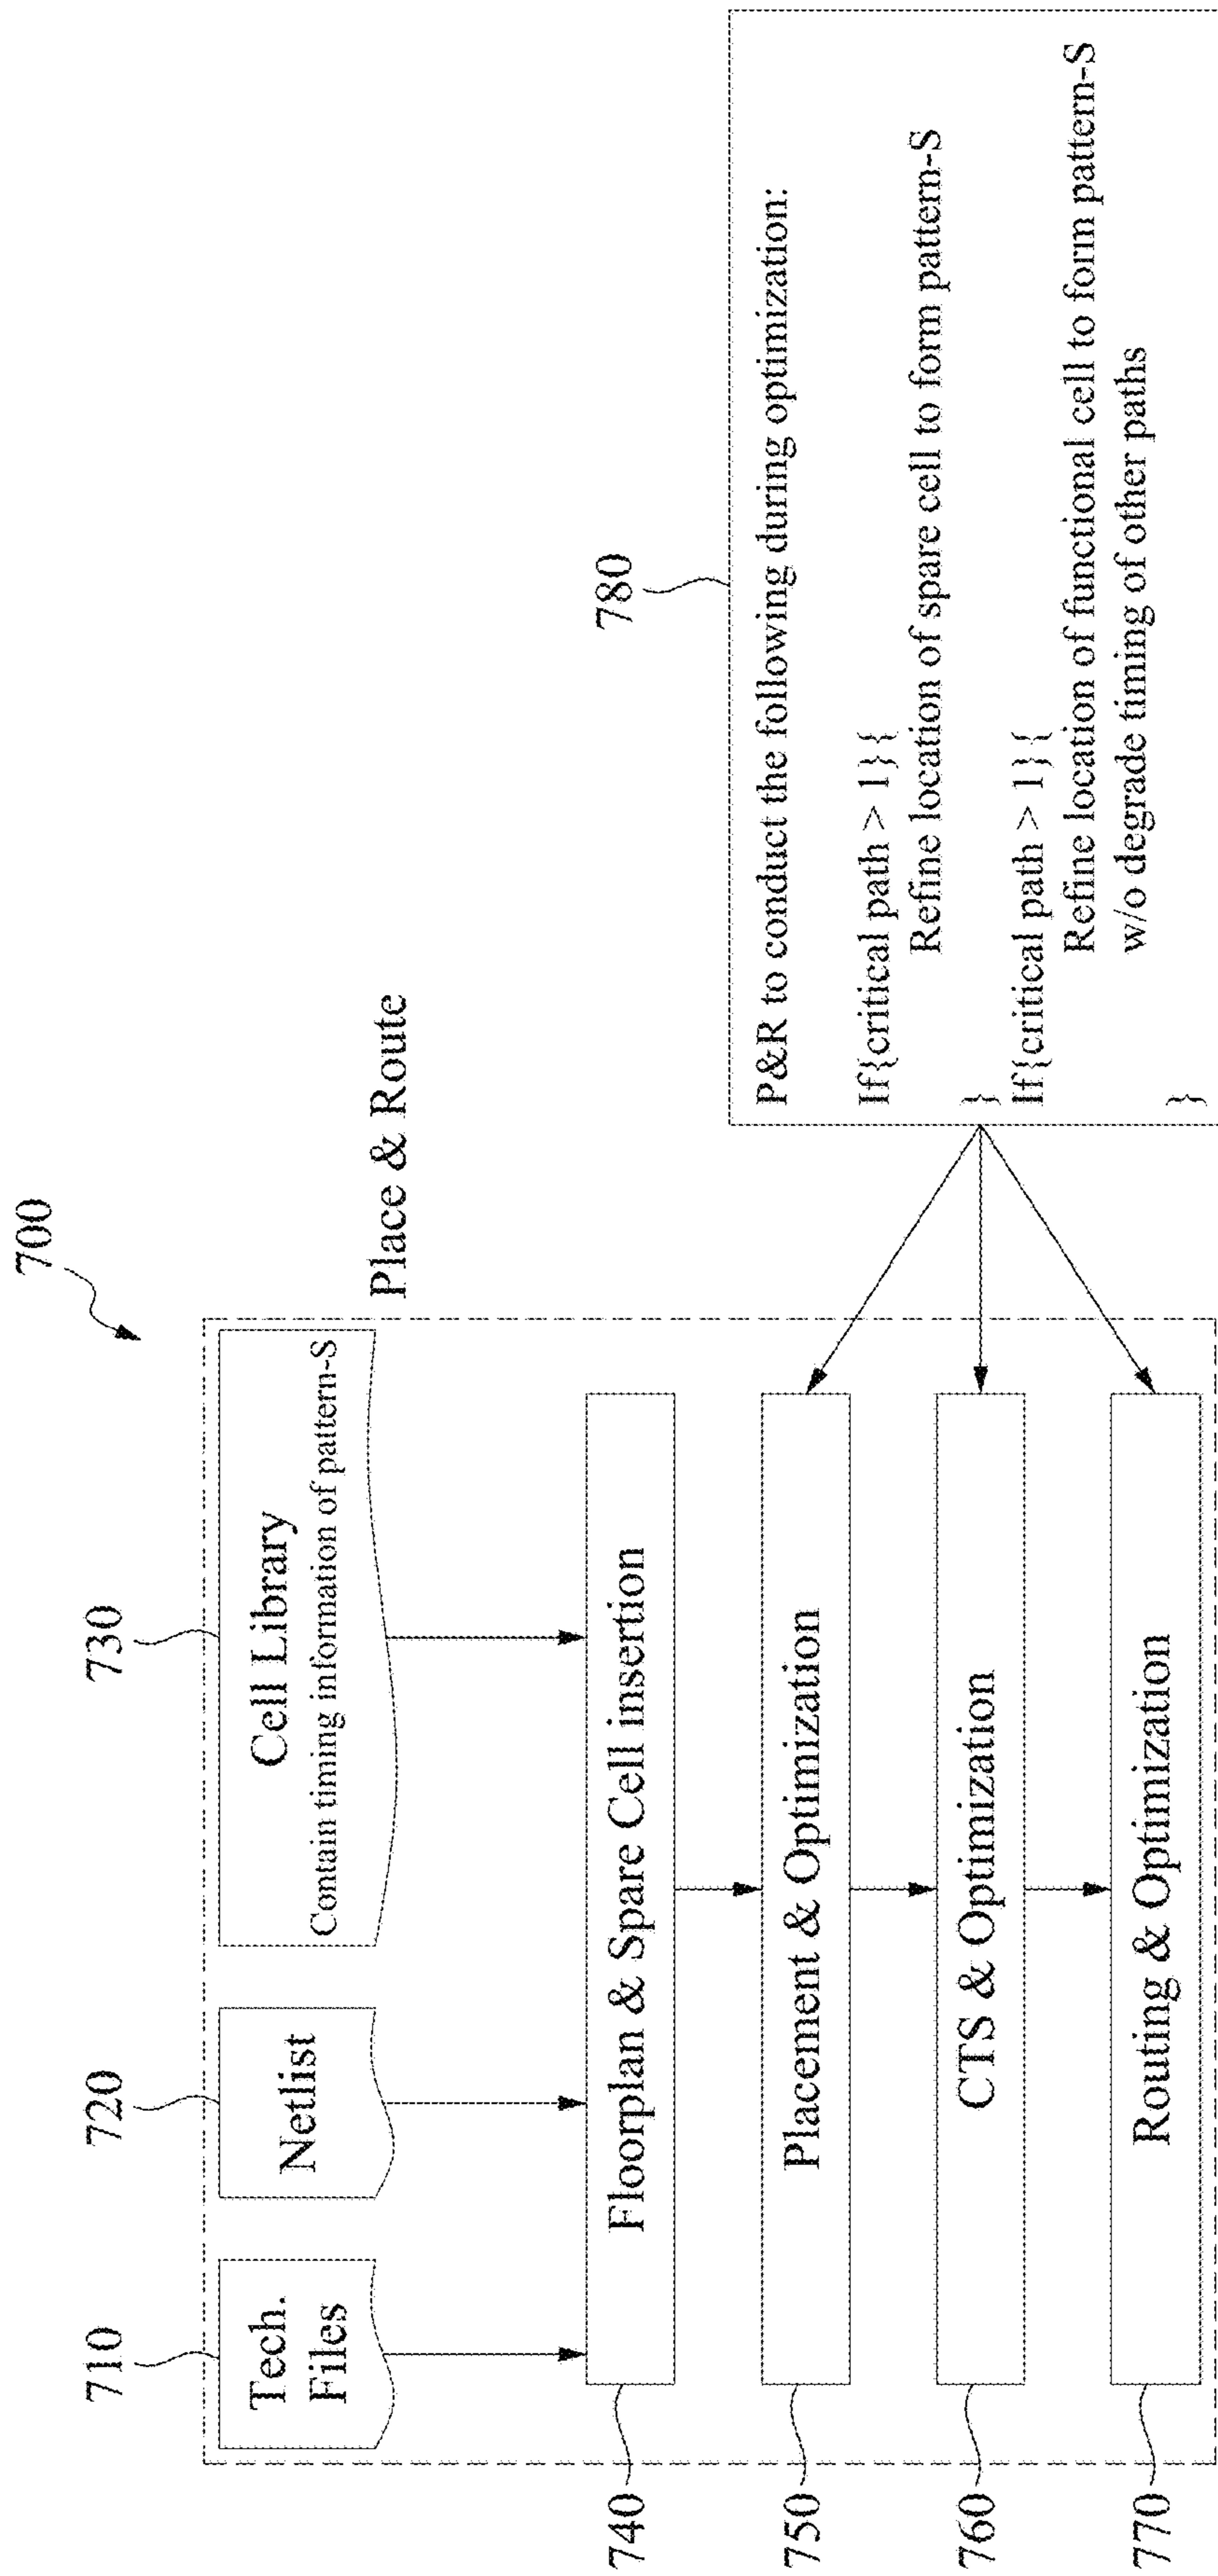 700
Place & Route
710
720
730
Tech.
Files
Netlist
Cell Library
Contain timing information of pattern-S
740
Floorplan & Spare Cell insertion
750
Placement & Optimization
760
CTS & Optimization
770
Routing & Optimization
780
P&R to conduct the following during optimization:
If{critical path > 1}{
Refine location of spare cell to form pattern-S
}
If{critical path > 1}{
Refine location of functional cell to form pattern-S
w/o degrade timing of other paths
}